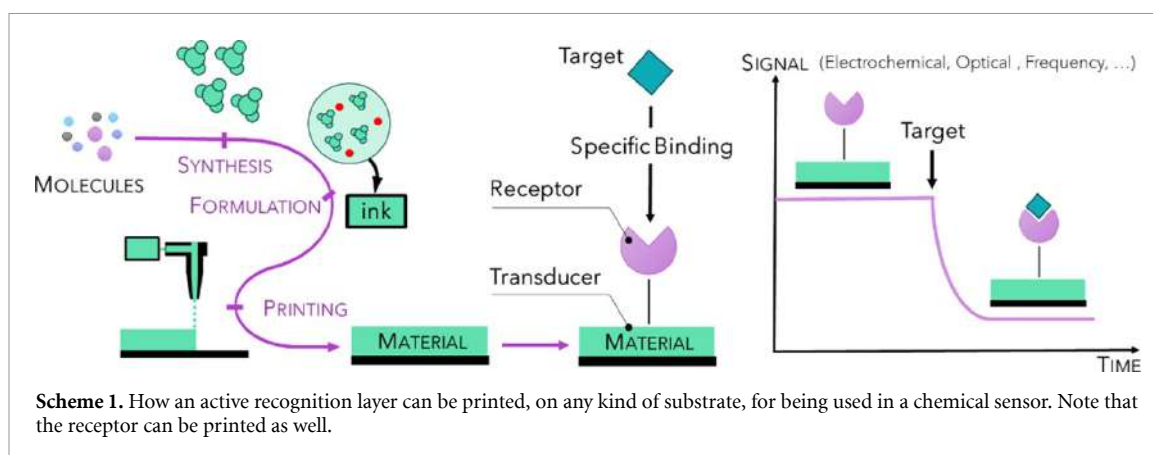 MOLECULES
SYNTHESIS
FORMULATION
ink
PRINTING
MATERIAL
Target
Specific Binding
Receptor
Transducer
MATERIAL
SIGNAL (Electrochemical, Optical , Frequency, ...)
Target
TIME
Scheme 1. How an active recognition layer can be printed, on any kind of substrate, for being used in a chemical sensor. Note that
the receptor can be printed as well.